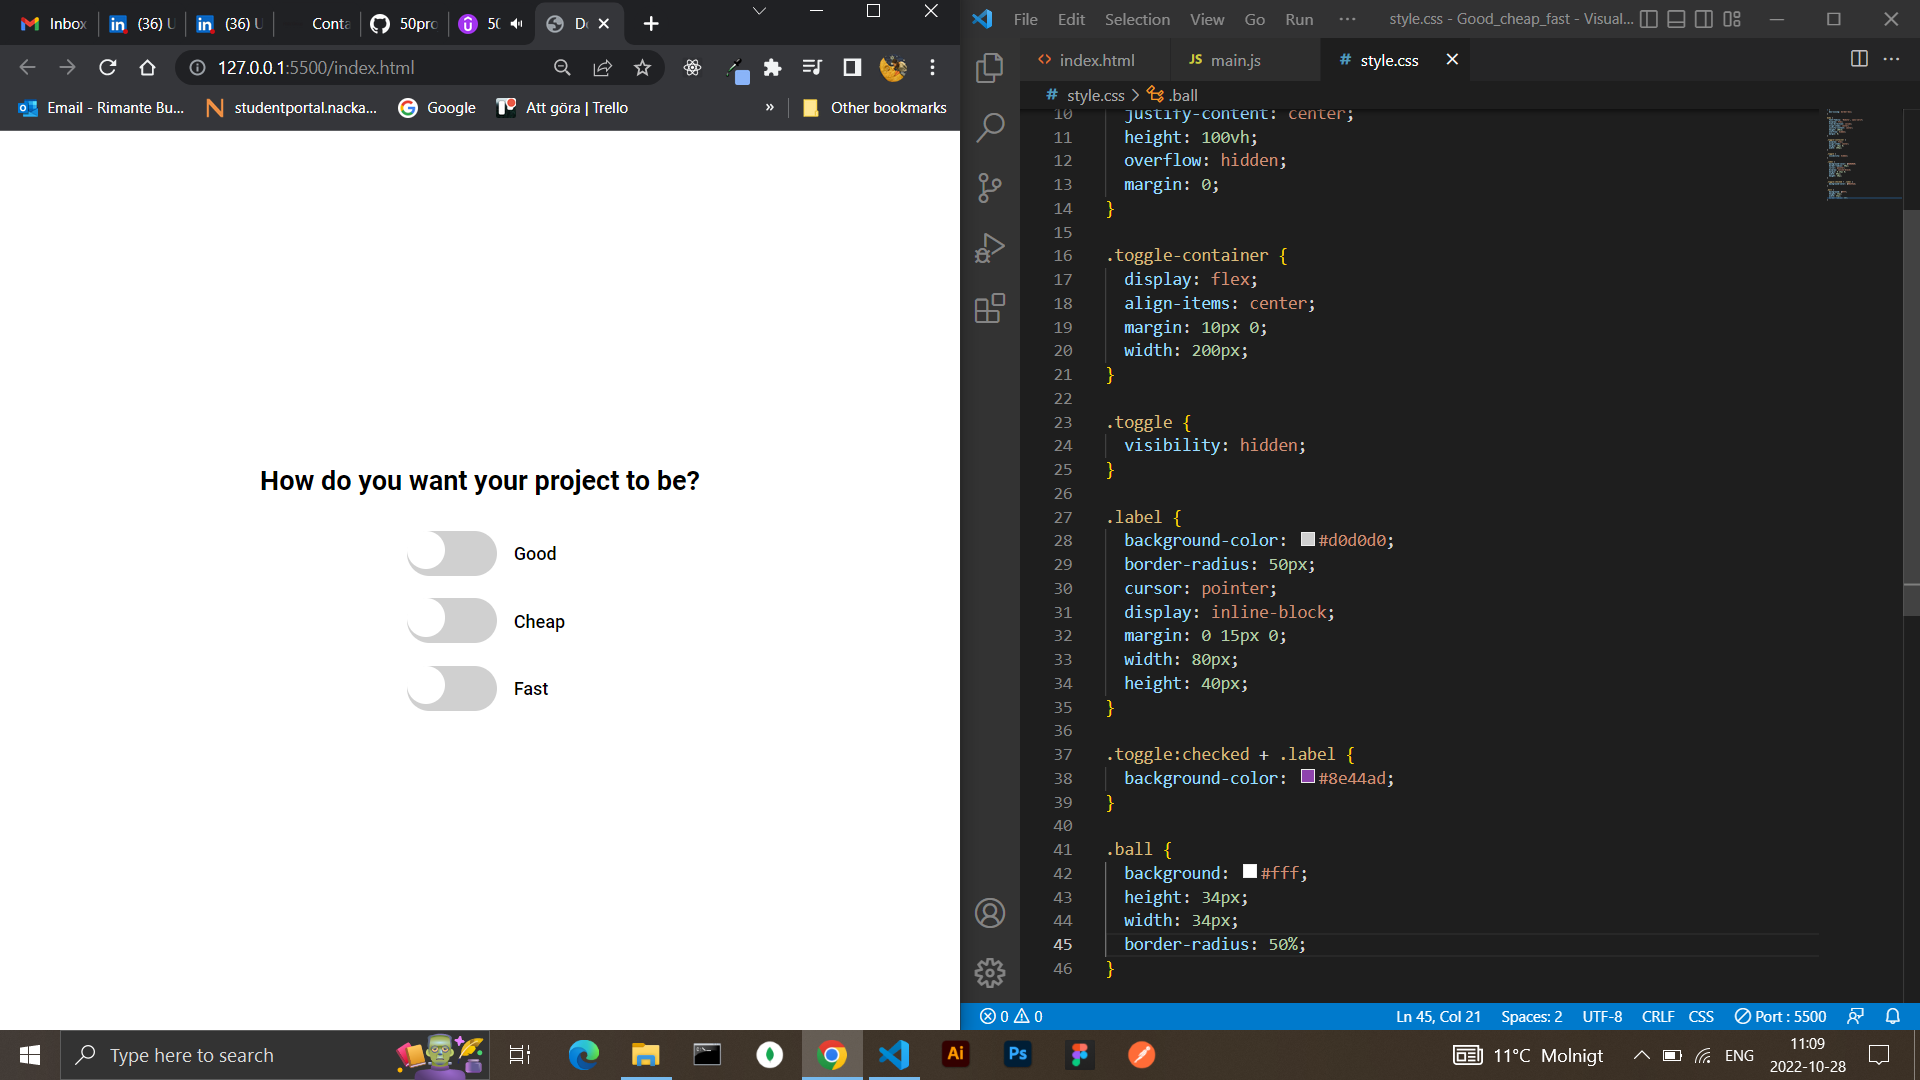 Inbox
(36) U
(36) U
Conta
50pro
50
Do
127.0.0.1:5500/index.html
Email - Rimante Bu...
studentportal.nacka...
Google
Att göra | Trello
»
Other bookmarks
How do you want your project to be?
Good
Cheap
Fast
File Edit Selection View Go Run ···
style.css - Good_cheap_fast - Visual...
index.html
JS main.js
# style.css
# style.css > .ball
10 justify-content: center;
11 height: 100vh;
12 overflow: hidden;
13 margin: 0;
14 }
15
16 .toggle-container {
17 display: flex;
18 align-items: center;
19 margin: 10px 0;
20 width: 200px;
21 }
22
23 .toggle {
24 visibility: hidden;
25 }
26
27 .label {
28 background-color: #d0d0d0;
29 border-radius: 50px;
30 cursor: pointer;
31 display: inline-block;
32 margin: 0 15px 0;
33 width: 80px;
34 height: 40px;
35 }
36
37 .toggle:checked + .label {
38 background-color: #8e44ad;
39 }
40
41 .ball {
42 background: #fff;
43 height: 34px;
44 width: 34px;
45 border-radius: 50%;
46 }
0 0
Ln 45, Col 21 Spaces: 2 UTF-8 CRLF CSS Port : 5500
Type here to search
Ai
Ps
11°C Molnigt
ENG
11:09
2022-10-28